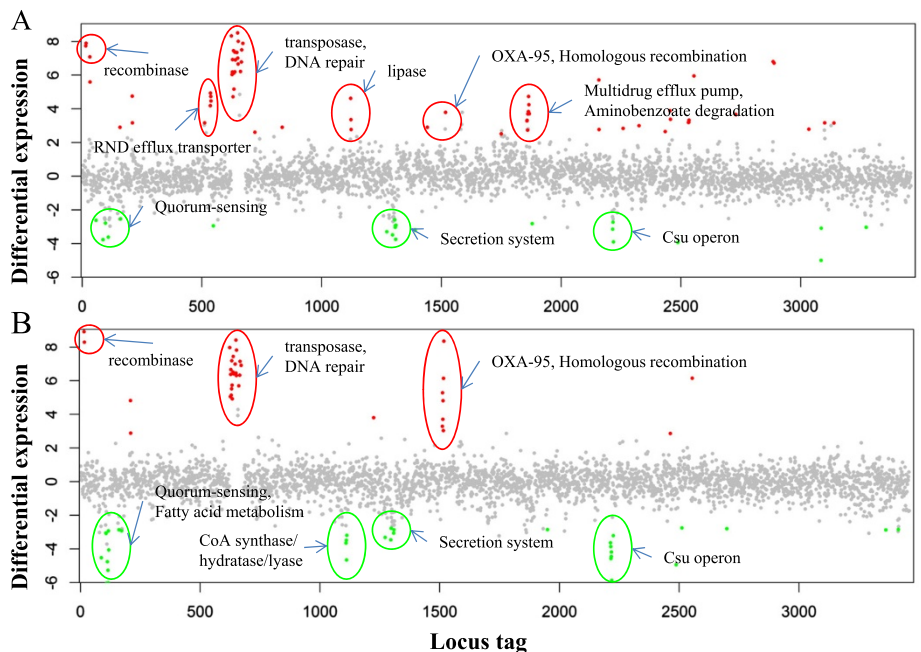 A
Differential expression
8
6
4
2
0
-2
-4
-6
recombinase
transposase,
DNA repair
lipase
OXA-95, Homologous recombination
Multidrug efflux pump,
Aminobenzoate degradation
RND efflux transporter
Quorum-sensing
Secretion system
Csu operon
0 500 1000 1500 2000 2500 3000
B
Differential expression
8
6
4
2
0
-2
-4
-6
recombinase
transposase,
DNA repair
OXA-95, Homologous recombination
Quorum-sensing,
Fatty acid metabolism
CoA synthase/
hydratase/lyase
Secretion system
Csu operon
0 500 1000 1500 2000 2500 3000
Locus tag